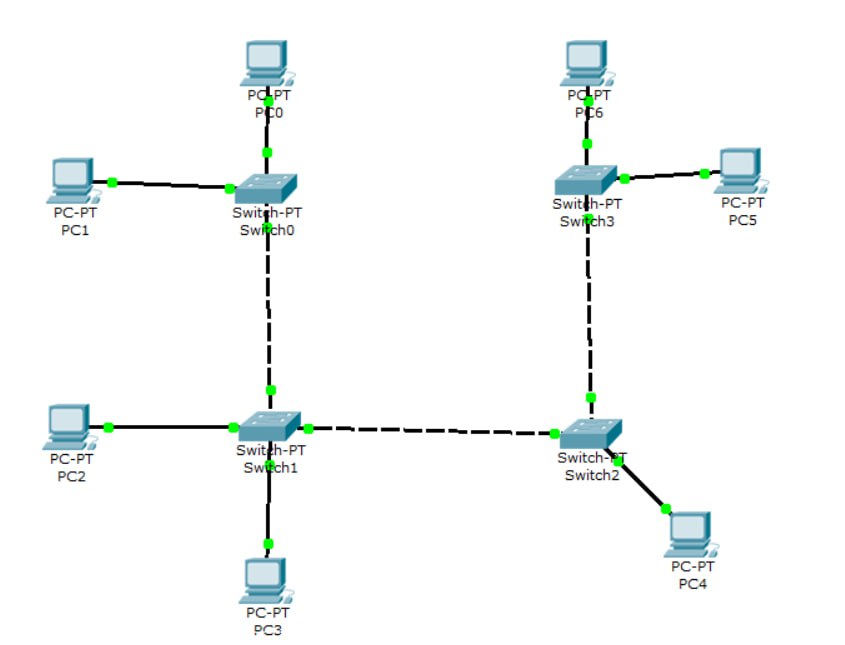 PC-PT
PC0
PC-PT
PC6
PC-PT
PC1
Switch-PT
Switch0
Switch-PT
Switch3
PC-PT
PC5
PC-PT
PC2
Switch-PT
Switch1
Switch-PT
Switch2
PC-PT
PC4
PC-PT
PC3